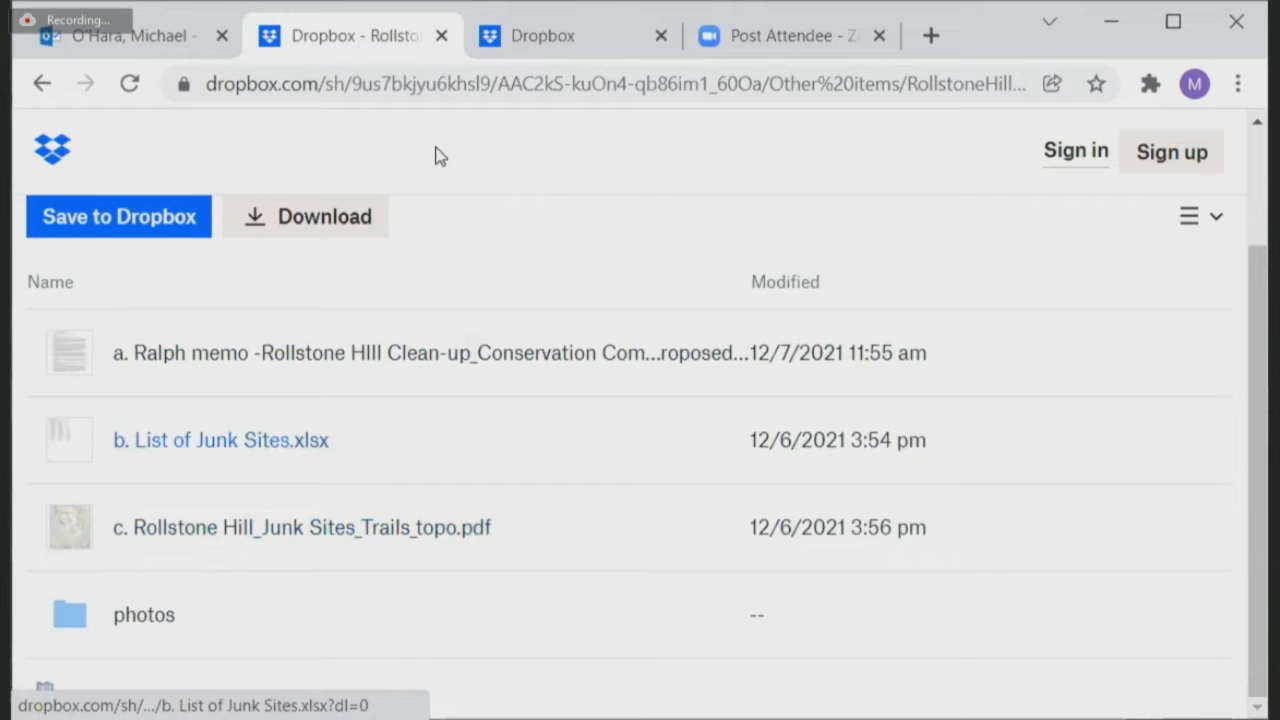 Recording...
O'Hara, Michael -
Dropbox - Rollsto
Dropbox
Post Attendee - Z
dropbox.com/sh/9us7bkjyu6khsl9/AAC2kS-kuOn4-qb86im1_60Oa/Other%20items/RollstoneHill...
M
Sign in
Sign up
Save to Dropbox
Download
Name
Modified
a. Ralph memo -Rollstone HIll Clean-up_Conservation Com...roposed...12/7/2021 11:55 am
b. List of Junk Sites.xlsx 12/6/2021 3:54 pm
c. Rollstone Hill_Junk Sites_Trails_topo.pdf 12/6/2021 3:56 pm
photos --
dropbox.com/sh/.../b. List of Junk Sites.xlsx?dl=0